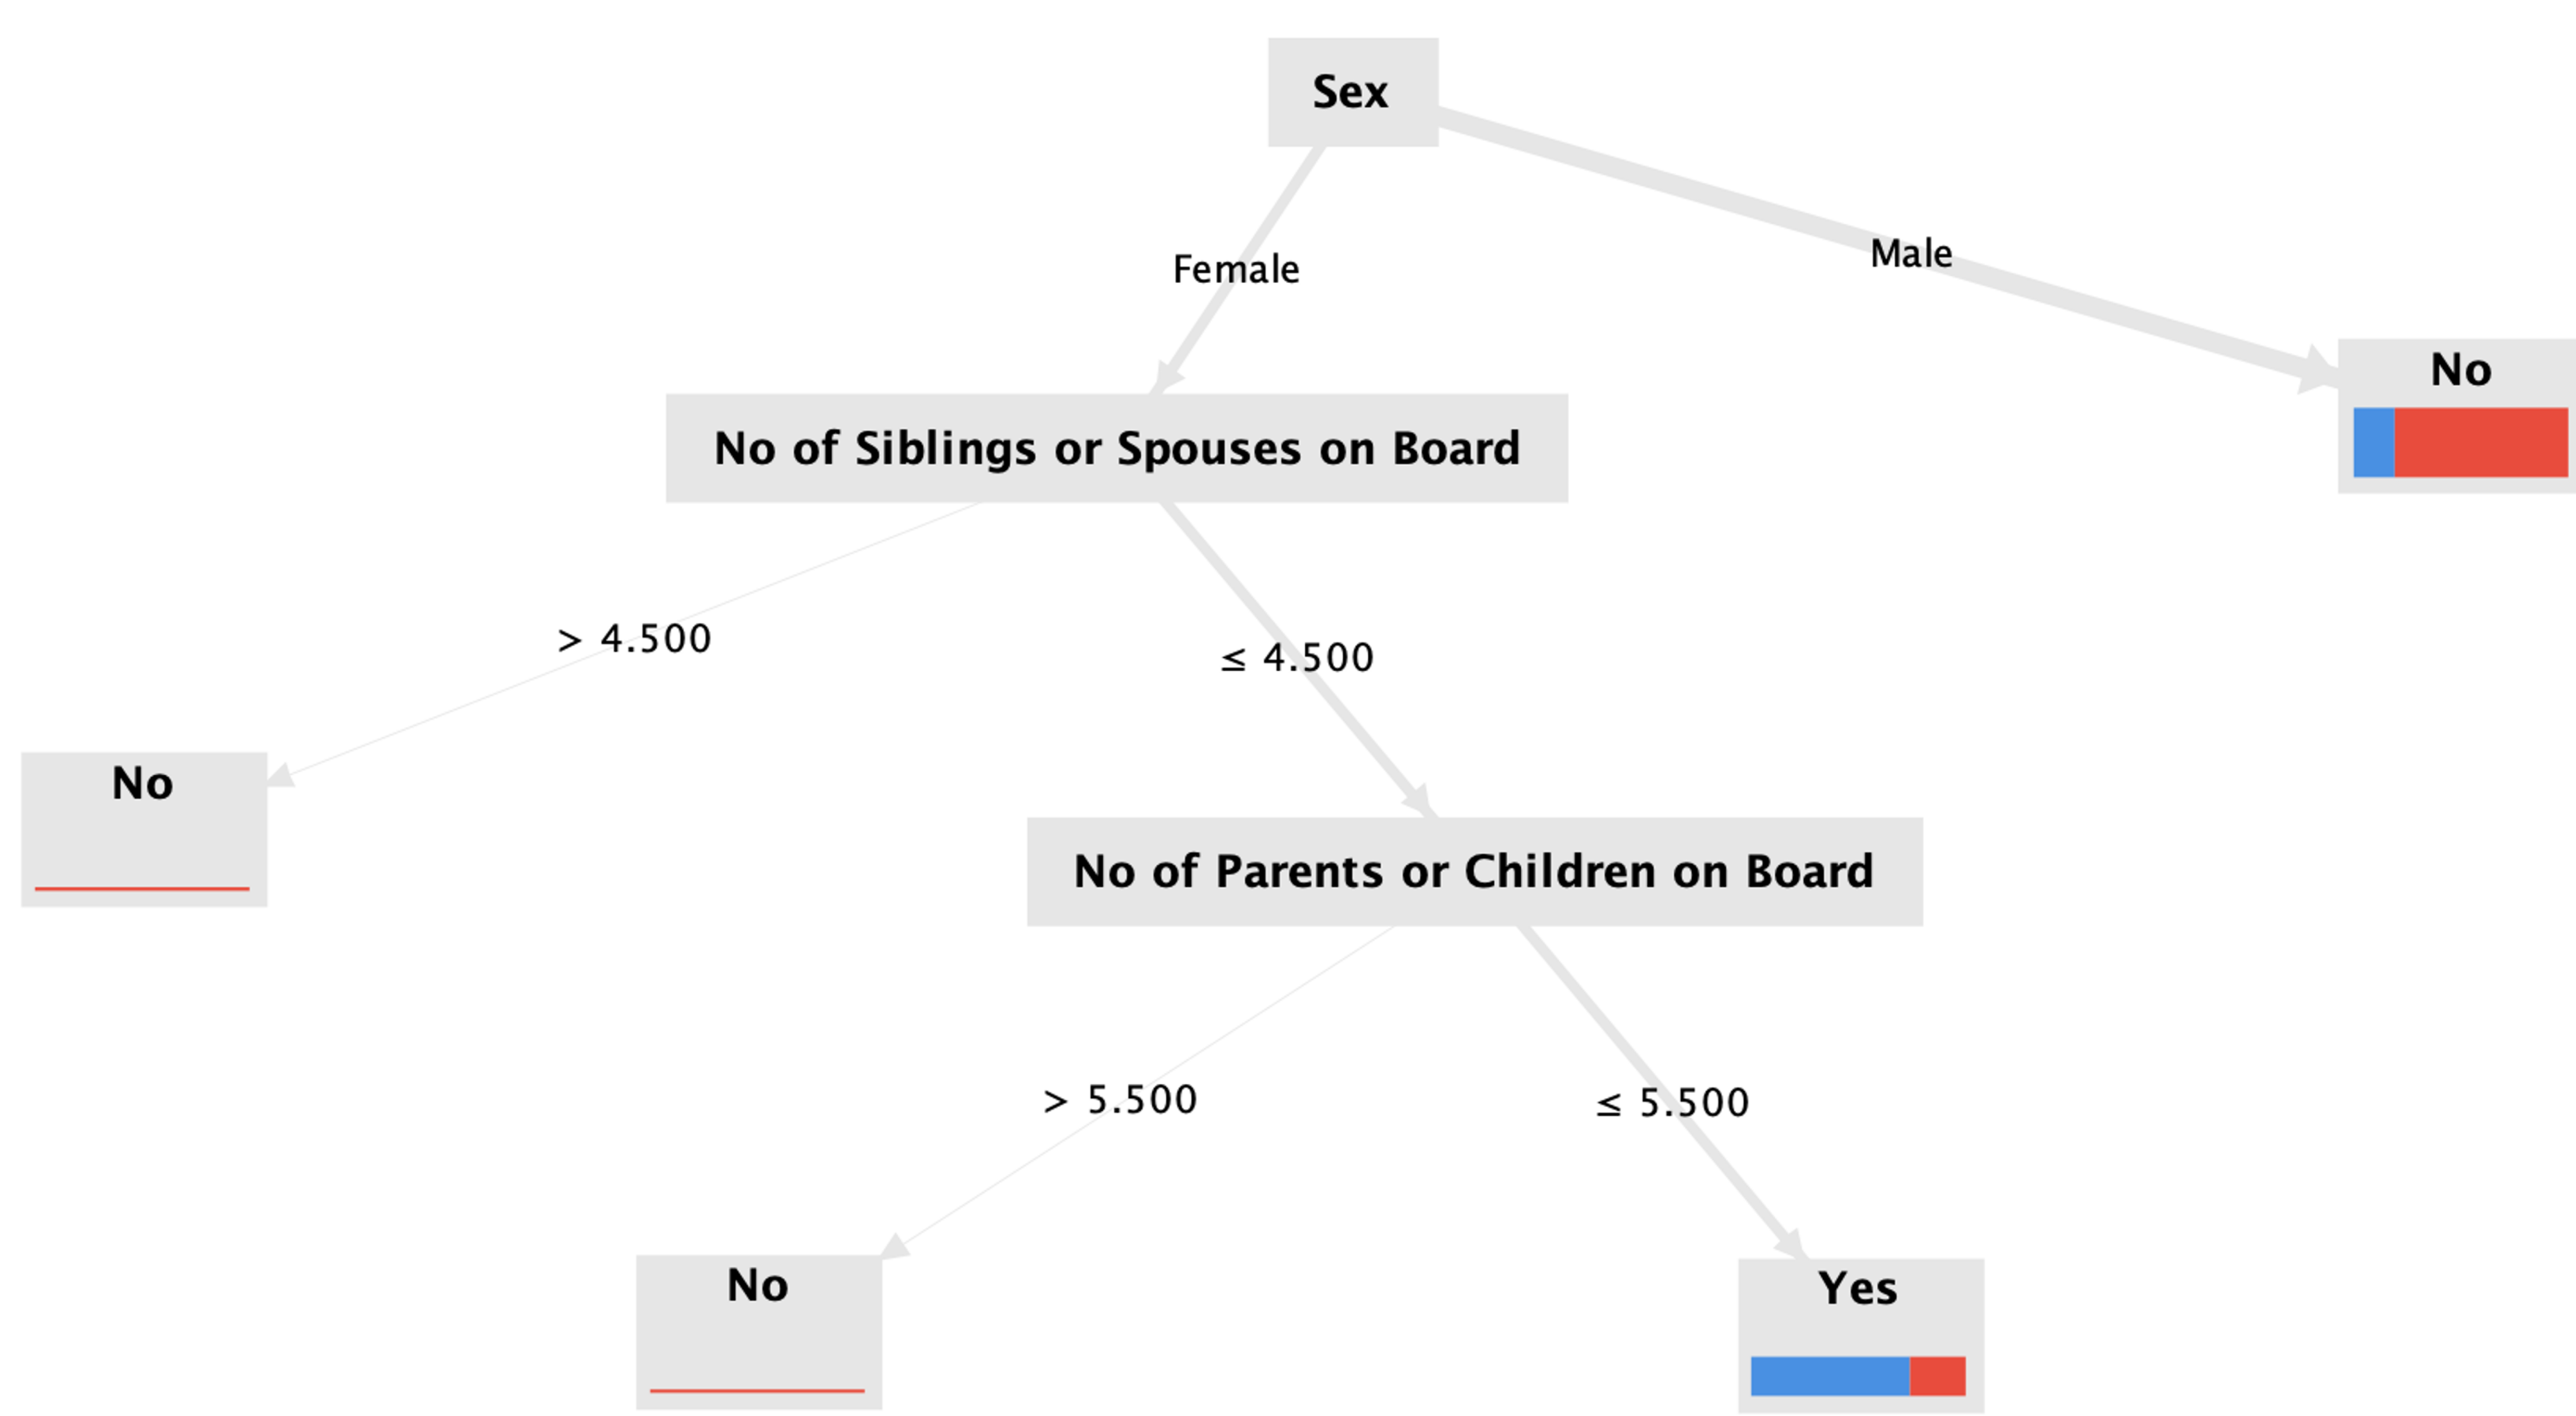 Sex
Female
Male
No
No of Siblings or Spouses on Board
> 4.500
≤ 4.500
No
No of Parents or Children on Board
> 5.500
≤ 5.500
No
Yes